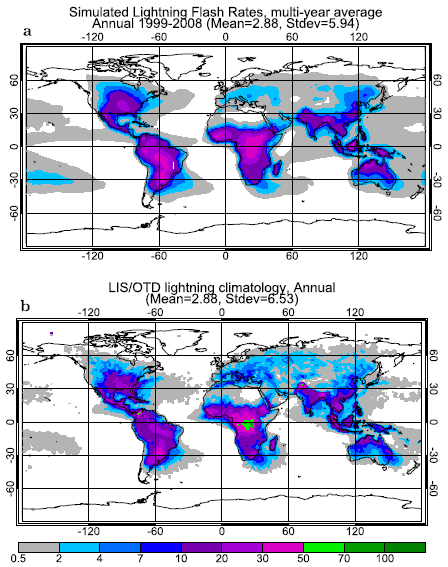 Simulated Lightning Flash Rates, multi-year average
Annual 1999-2008 (Mean=2.88, Stdev=5.94)
a
-120 -60 0 60 120
60 60
30 30
0 0
-30 -30
-60 -60
-120 -60 0 60 120
LIS/OTD lightning climatology, Annual
(Mean=2.88, Stdev=6.53)
b
-120 -60 0 60 120
60 60
30 30
0 0
-30 -30
-60 -60
-120 -60 0 60 120
0.5 2 4 7 10 20 30 50 70 100